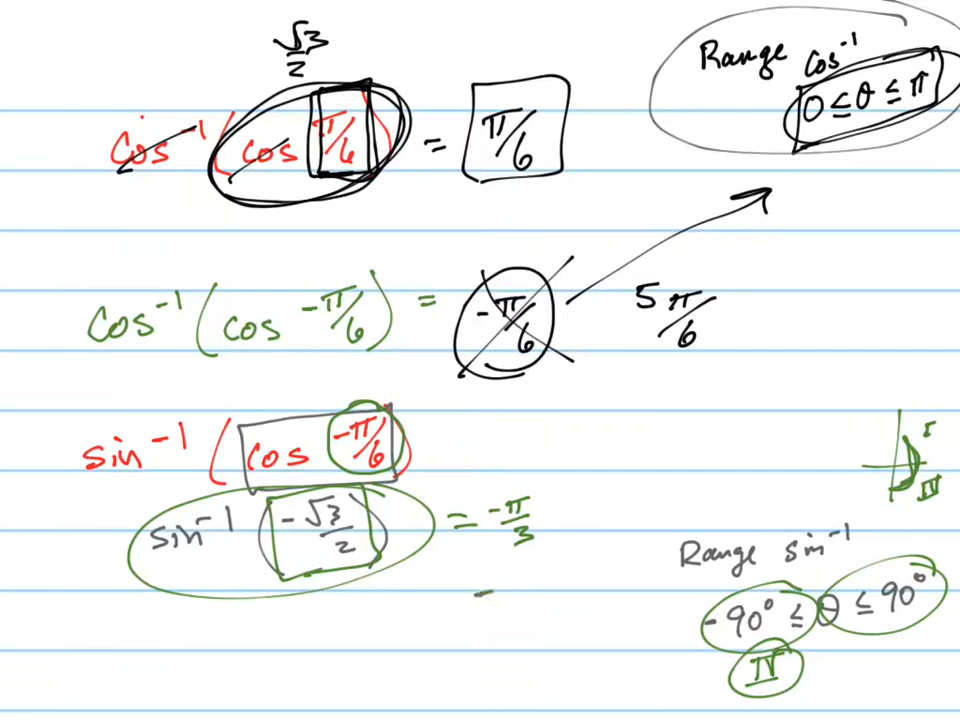 √3/2
Range cos⁻¹
0 ≤ θ ≤ π
cos⁻¹(cos π/6) = π/6
cos⁻¹(cos -π/6) = -π/6 5π/6
sin⁻¹(cos -π/6)
I
IV
sin⁻¹(-√3/2) = -π/3
Range sin⁻¹
-90° ≤ θ ≤ 90°
IV